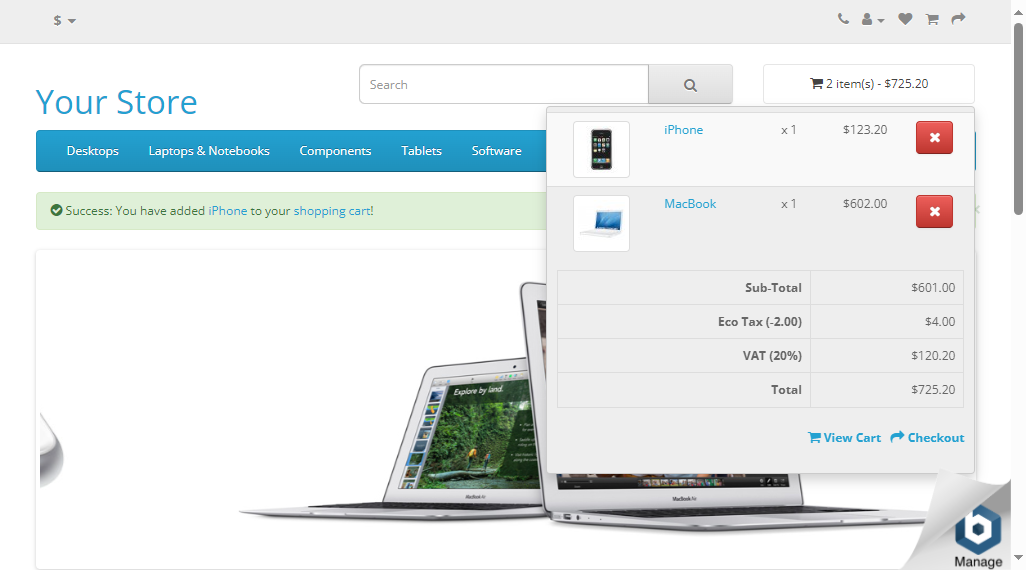 $
Search
2 item(s) - $725.20
Your Store
Desktops
Laptops & Notebooks
Components
Tablets
Software
iPhone
x 1
$123.20
Success: You have added iPhone to your shopping cart!
MacBook
x 1
$602.00
Sub-Total
$601.00
Eco Tax (-2.00)
$4.00
VAT (20%)
$120.20
Total
$725.20
View Cart
Checkout
Explore by land.
MacBook Air
MacBook Air
Manage